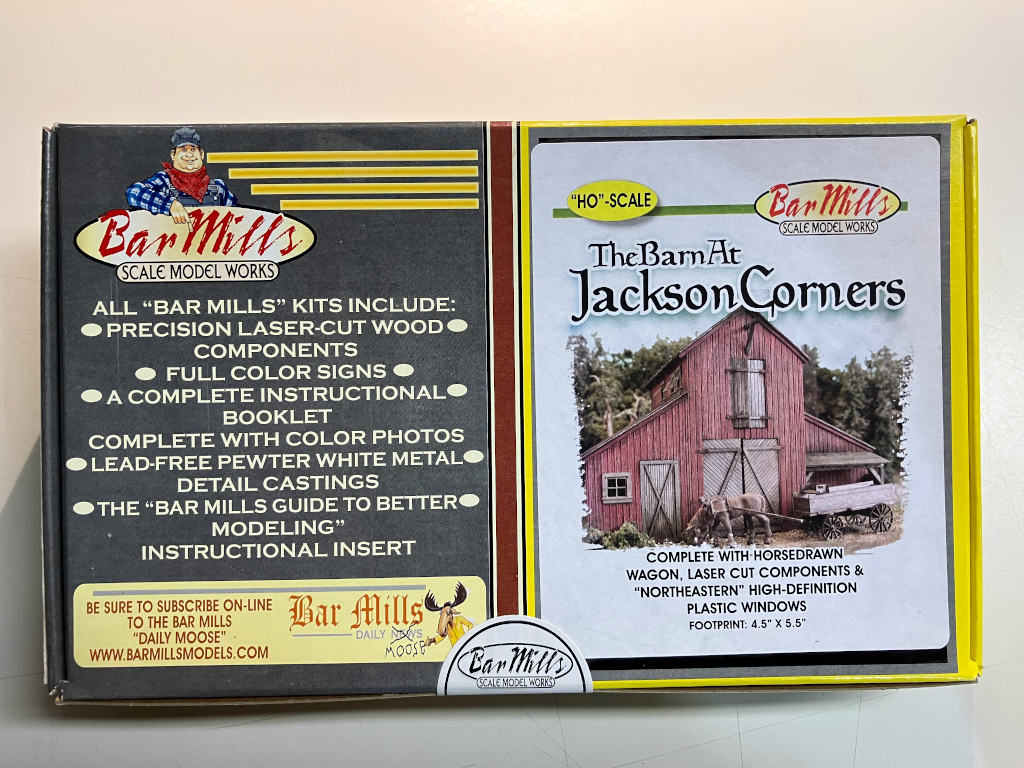 Bar Mills
SCALE MODEL WORKS
ALL “BAR MILLS” KITS INCLUDE:
PRECISION LASER-CUT WOOD
COMPONENTS
FULL COLOR SIGNS
A COMPLETE INSTRUCTIONAL
BOOKLET
COMPLETE WITH COLOR PHOTOS
LEAD-FREE PEWTER WHITE METAL
DETAIL CASTINGS
THE “BAR MILLS GUIDE TO BETTER
MODELING”
INSTRUCTIONAL INSERT
BE SURE TO SUBSCRIBE ON-LINE
TO THE BAR MILLS
“DAILY MOOSE”
WWW.BARMILLSMODELS.COM
Bar Mills
DAILY NEWS
MOOSE
Bar Mills
SCALE MODEL WORKS
“HO”-SCALE
Bar Mills
SCALE MODEL WORKS
The Barn At
Jackson Corners
COMPLETE WITH HORSEDRAWN
WAGON, LASER CUT COMPONENTS &
“NORTHEASTERN” HIGH-DEFINITION
PLASTIC WINDOWS
FOOTPRINT: 4.5” X 5.5”